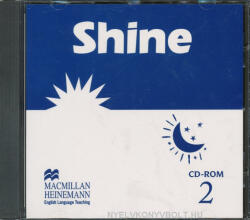 Shine
MACMILLAN
HEINEMANN
English Language Teaching
CD-ROM
2
NYELVKONYVBOLT.HU